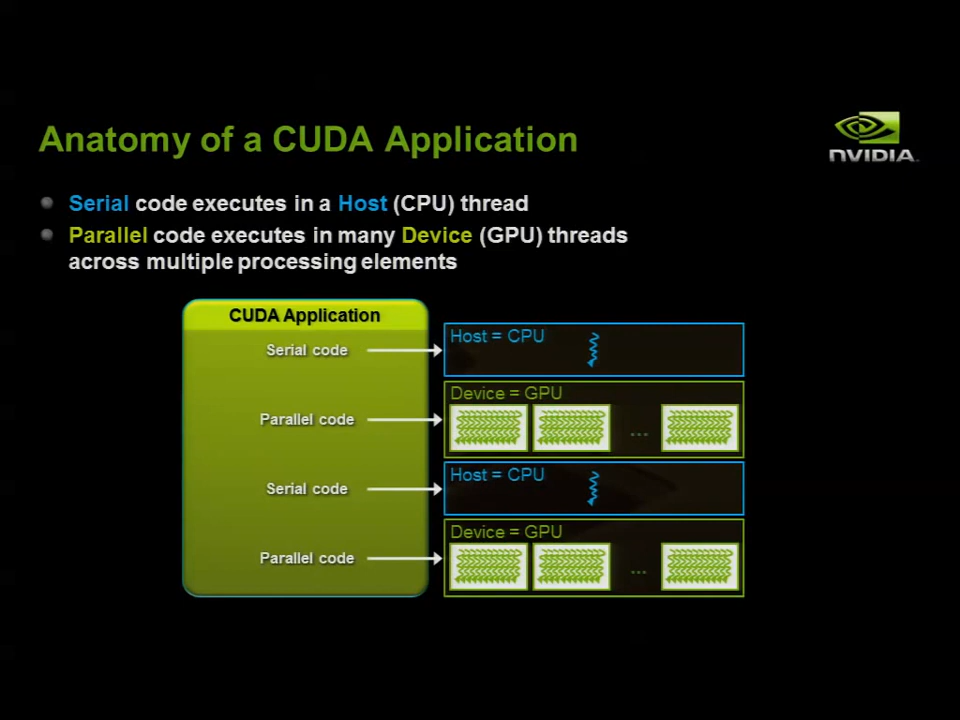 Anatomy of a CUDA Application
NVIDIA
Serial code executes in a Host (CPU) thread
Parallel code executes in many Device (GPU) threads
across multiple processing elements
CUDA Application
Serial code
Host = CPU
Parallel code
Device = GPU
...
Serial code
Host = CPU
Parallel code
Device = GPU
...